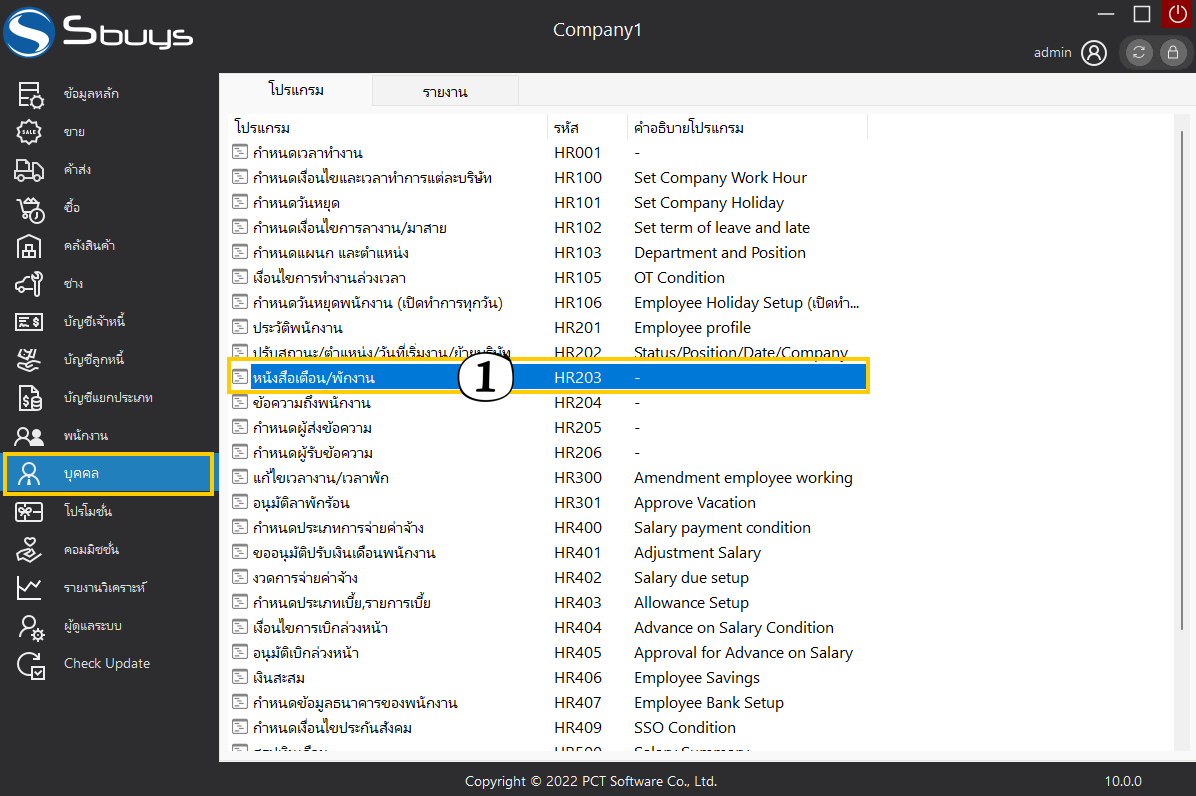 Sbuys
Company1
admin
ข้อมูลหลัก
ขาย
ค้าส่ง
ซื้อ
คลังสินค้า
ช่าง
บัญชีเจ้าหนี้
บัญชีลูกหนี้
บัญชีแยกประเภท
พนักงาน
บุคคล
โปรโมชั่น
คอมมิชชั่น
รายงานวิเคราะห์
ผู้ดูแลระบบ
Check Update
โปรแกรม รายงาน
โปรแกรม รหัส คำอธิบายโปรแกรม
กำหนดเวลาทำงาน HR001 -
กำหนดเงื่อนไขและเวลาทำการแต่ละบริษัท HR100 Set Company Work Hour
กำหนดวันหยุด HR101 Set Company Holiday
กำหนดเงื่อนไขการลางาน/มาสาย HR102 Set term of leave and late
กำหนดแผนก และตำแหน่ง HR103 Department and Position
เงื่อนไขการทำงานล่วงเวลา HR105 OT Condition
กำหนดวันหยุดพนักงาน (เปิดทำการทุกวัน) HR106 Employee Holiday Setup (เปิดทำ...
ประวัติพนักงาน HR201 Employee profile
ปรับสถานะ/ตำแหน่ง/วันที่เริ่มงาน/ย้ายบริษัท HR202 Status/Position/Date/Company
หนังสือเตือน/พักงาน 1 HR203 -
ข้อความถึงพนักงาน HR204 -
กำหนดผู้ส่งข้อความ HR205 -
กำหนดผู้รับข้อความ HR206 -
แก้ไขเวลางาน/เวลาพัก HR300 Amendment employee working
อนุมัติลาพักร้อน HR301 Approve Vacation
กำหนดประเภทการจ่ายค่าจ้าง HR400 Salary payment condition
ขออนุมัติปรับเงินเดือนพนักงาน HR401 Adjustment Salary
งวดการจ่ายค่าจ้าง HR402 Salary due setup
กำหนดประเภทเบี้ย,รายการเบี้ย HR403 Allowance Setup
เงื่อนไขการเบิกล่วงหน้า HR404 Advance on Salary Condition
อนุมัติเบิกล่วงหน้า HR405 Approval for Advance on Salary
เงินสะสม HR406 Employee Savings
กำหนดข้อมูลธนาคารของพนักงาน HR407 Employee Bank Setup
กำหนดเงื่อนไขประกันสังคม HR409 SSO Condition
สรุปเงินเดือน HR500 Salary Summary
Copyright © 2022 PCT Software Co., Ltd.
10.0.0